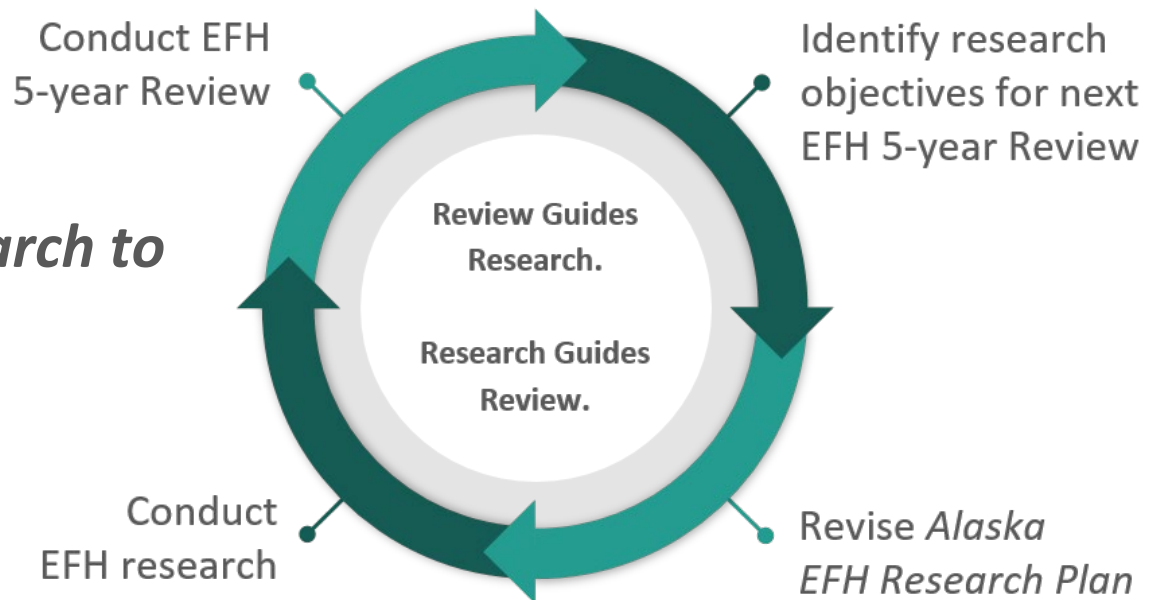 Conduct EFH
5-year Review
Identify research
objectives for next
EFH 5-year Review
Review Guides
Research.
Research Guides
Review.
to
Conduct
EFH research
Revise Alaska
EFH Research Plan